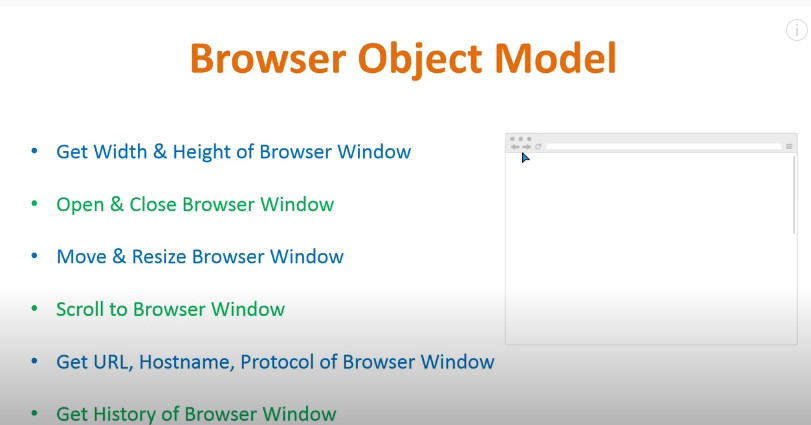 Browser Object Model
• Get Width & Height of Browser Window
• Open & Close Browser Window
• Move & Resize Browser Window
• Scroll to Browser Window
• Get URL, Hostname, Protocol of Browser Window
• Get History of Browser Window